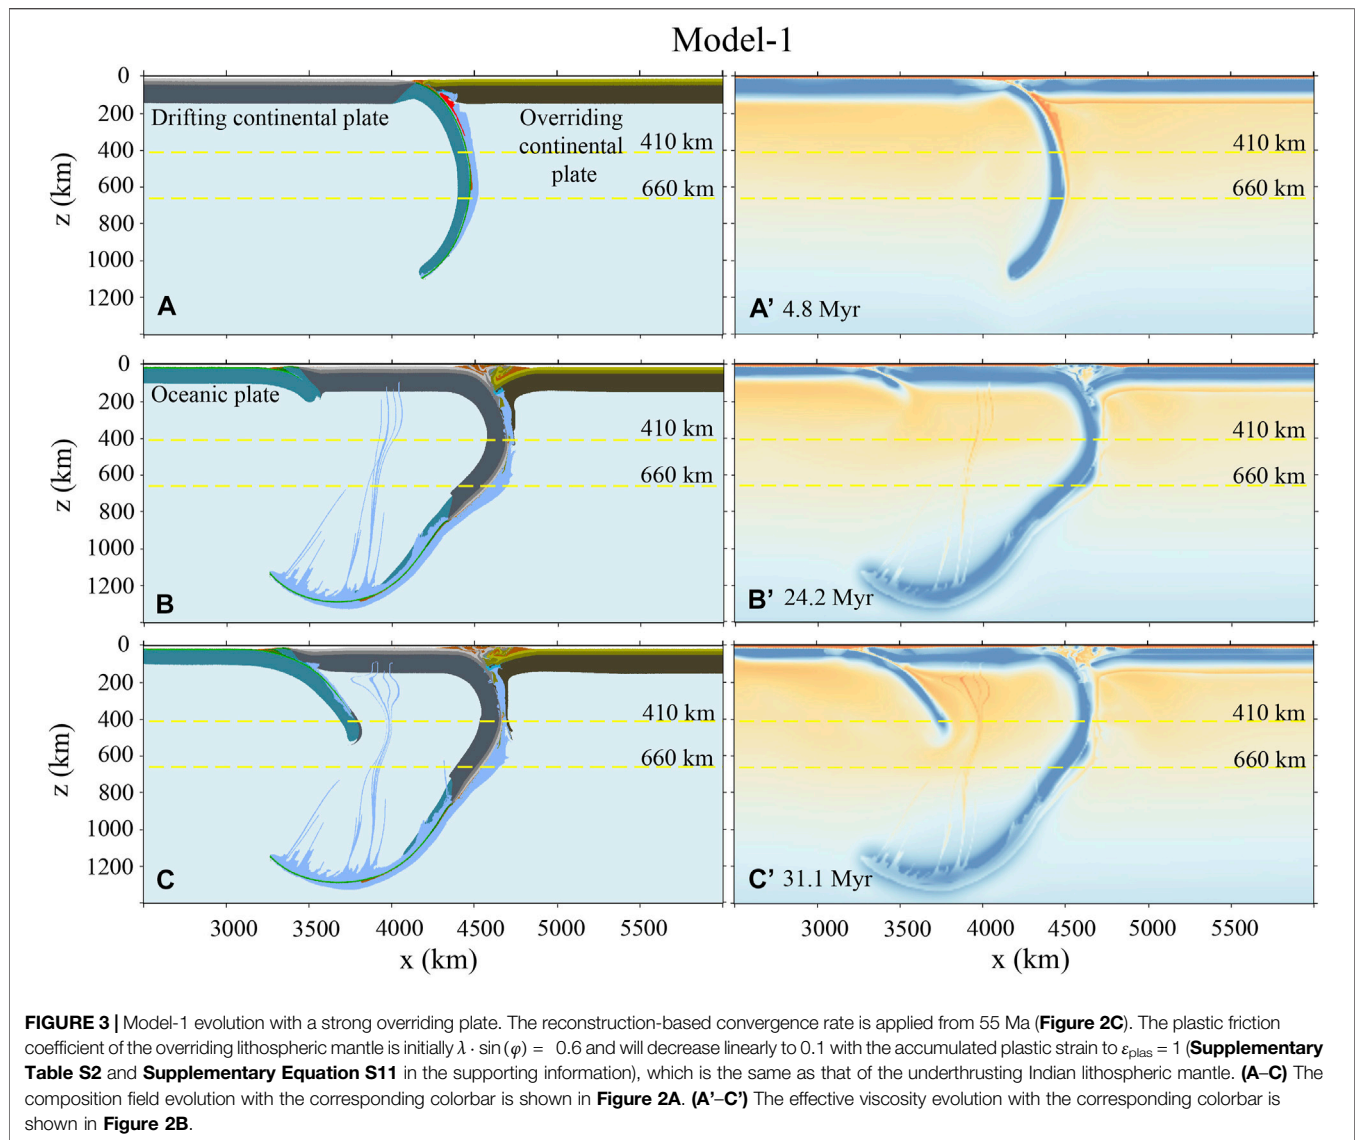 Model-1
0
200
400
600
800
1000
1200
z (km)
Drifting continental plate
Overriding
continental
plate
410 km
660 km
A
410 km
660 km
A’ 4.8 Myr
0
200
400
600
800
1000
1200
z (km)
Oceanic plate
410 km
660 km
B
410 km
660 km
B’ 24.2 Myr
0
200
400
600
800
1000
1200
z (km)
410 km
660 km
C
410 km
660 km
C’ 31.1 Myr
3000 3500 4000 4500 5000 5500
x (km)
3000 3500 4000 4500 5000 5500
x (km)
FIGURE 3 | Model-1 evolution with a strong overriding plate. The reconstruction-based convergence rate is applied from 55 Ma (Figure 2C). The plastic friction
coefficient of the overriding lithospheric mantle is initially λ · sin(φ) = 0.6 and will decrease linearly to 0.1 with the accumulated plastic strain to εplas = 1 (Supplementary
Table S2 and Supplementary Equation S11 in the supporting information), which is the same as that of the underthrusting Indian lithospheric mantle. (A–C) The
composition field evolution with the corresponding colorbar is shown in Figure 2A. (A’–C’) The effective viscosity evolution with the corresponding colorbar is
shown in Figure 2B.